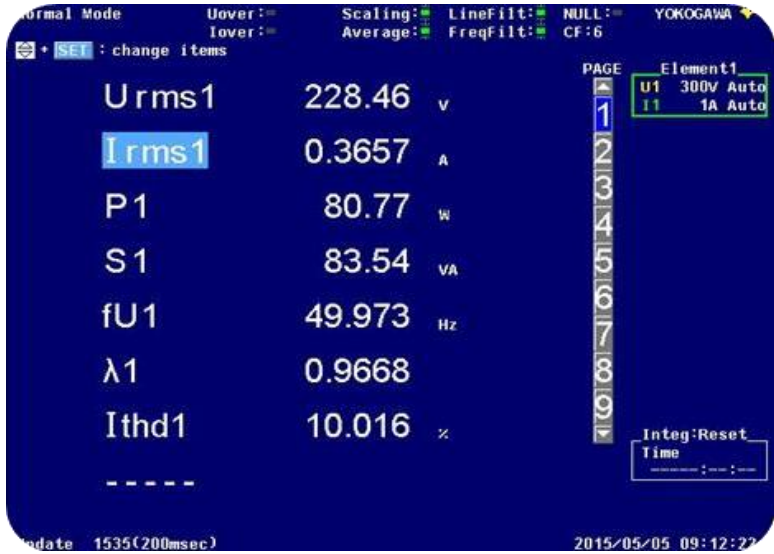 Normal Mode Uover: Scaling: LineFilt: NULL: YOKOGAWA
Iover: Average: FreqFilt: CF:6
+ SET : change items
PAGE Element1
U1 300V Auto
I1 1A Auto
Urms1 228.46 V
Irms1 0.3657 A
P1 80.77 W
S1 83.54 VA
fU1 49.973 Hz
λ1 0.9668
Ithd1 10.016 %
-----
1
2
3
4
5
6
7
8
9
Integ:Reset
Time
-----:--:--
Update 1535(200msec) 2015/05/05 09:12:22